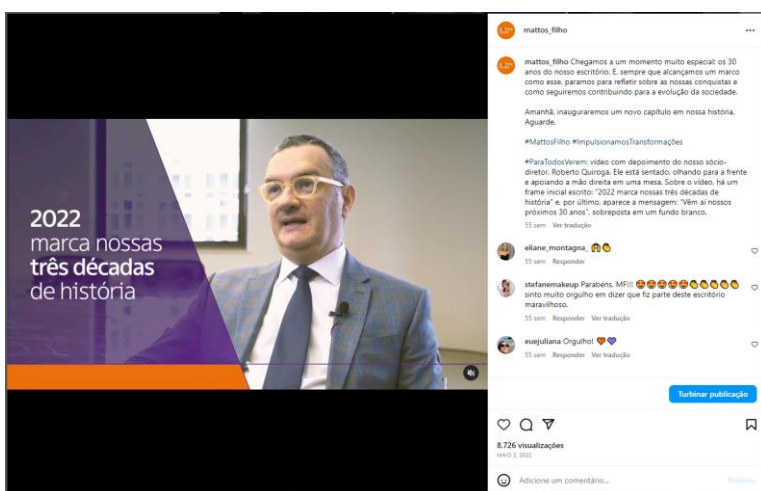 mattos_filho
mattos_filho Chegamos a um momento muito especial: os 30
anos do nosso escritório. E, sempre que alcançamos um marco
como esse, paramos para refletir sobre as nossas conquistas e
como seguiremos contribuindo para a evolução da sociedade.
Amanhã, inauguraremos um novo capítulo em nossa história.
Aguarde.
#MattosFilho #ImpulsionamosTransformações
#ParaTodosVerem: vídeo com depoimento do nosso sócio-
diretor, Roberto Quiroga. Ele está sentado, olhando para a frente
e apoiando a mão direita em uma mesa. Sobre o vídeo, há um
frame inicial escrito: "2022 marca nossas três décadas de
história" e, por último, aparece a mensagem: "Vêm aí nossos
próximos 30 anos", sobreposta em um fundo branco.
55 sem Ver tradução
2022
marca nossas
três décadas
de história
eliane_montagna_
55 sem Responder
stefanemakeup Parabéns, MF!!!
sinto muito orgulho em dizer que fiz parte deste escritório
maravilhoso.
55 sem Responder Ver tradução
euejuliana Orgulho!
55 sem Responder Ver tradução
Turbinar publicação
8.726 visualizações
MAIO 2, 2022
Adicione um comentário...
Publicar